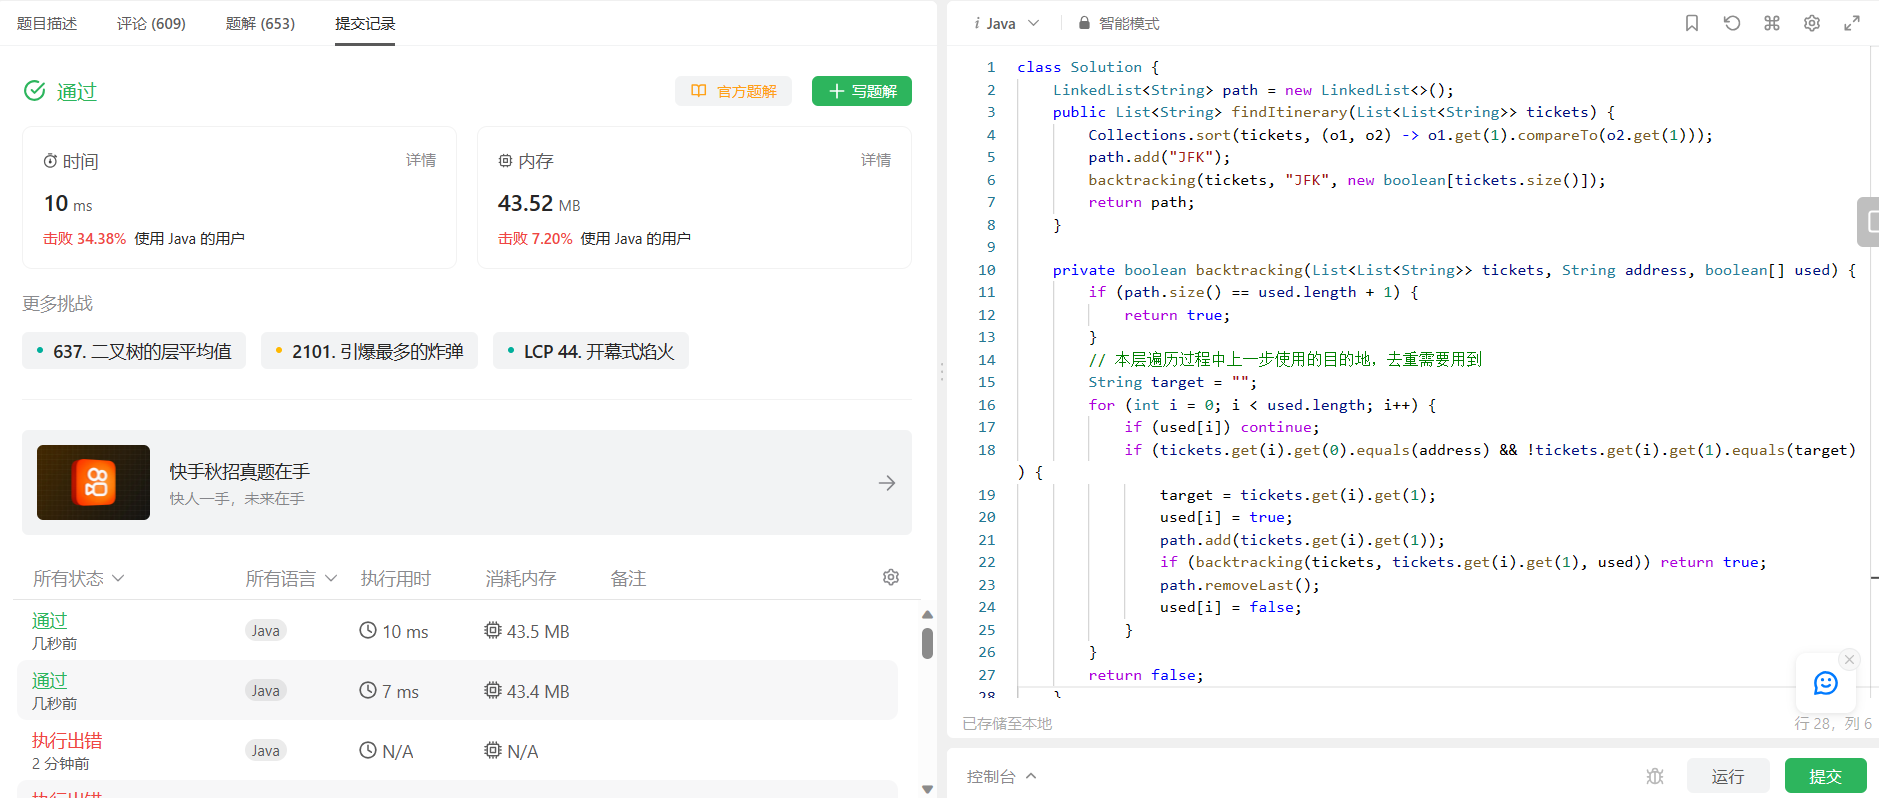 题目描述 评论 (609) 题解 (653) 提交记录
通过 官方题解 写题解
时间 详情
10 ms
击败 34.38% 使用 Java 的用户
内存 详情
43.52 MB
击败 7.20% 使用 Java 的用户
更多挑战
637. 二叉树的层平均值 2101. 引爆最多的炸弹 LCP 44. 开幕式焰火
快手秋招真题在手
快人一手，未来在手
所有状态 所有语言 执行用时 消耗内存 备注
通过 Java 10 ms 43.5 MB
几秒前
通过 Java 7 ms 43.4 MB
几秒前
执行出错 Java N/A N/A
2 分钟前
执行出错
i Java 智能模式
1 class Solution {
2 LinkedList<String> path = new LinkedList<>();
3 public List<String> findItinerary(List<List<String>> tickets) {
4 Collections.sort(tickets, (o1, o2) -> o1.get(1).compareTo(o2.get(1)));
5 path.add("JFK");
6 backtracking(tickets, "JFK", new boolean[tickets.size()]);
7 return path;
8 }
9
10 private boolean backtracking(List<List<String>> tickets, String address, boolean[] used) {
11 if (path.size() == used.length + 1) {
12 return true;
13 }
14 // 本层遍历过程中上一步使用的目的地，去重需要用到
15 String target = "";
16 for (int i = 0; i < used.length; i++) {
17 if (used[i]) continue;
18 if (tickets.get(i).get(0).equals(address) && !tickets.get(i).get(1).equals(target)
) {
19 target = tickets.get(i).get(1);
20 used[i] = true;
21 path.add(tickets.get(i).get(1));
22 if (backtracking(tickets, tickets.get(i).get(1), used)) return true;
23 path.removeLast();
24 used[i] = false;
25 }
26 }
27 return false;
28 }
已存储至本地 行 28，列 6
控制台 运行 提交